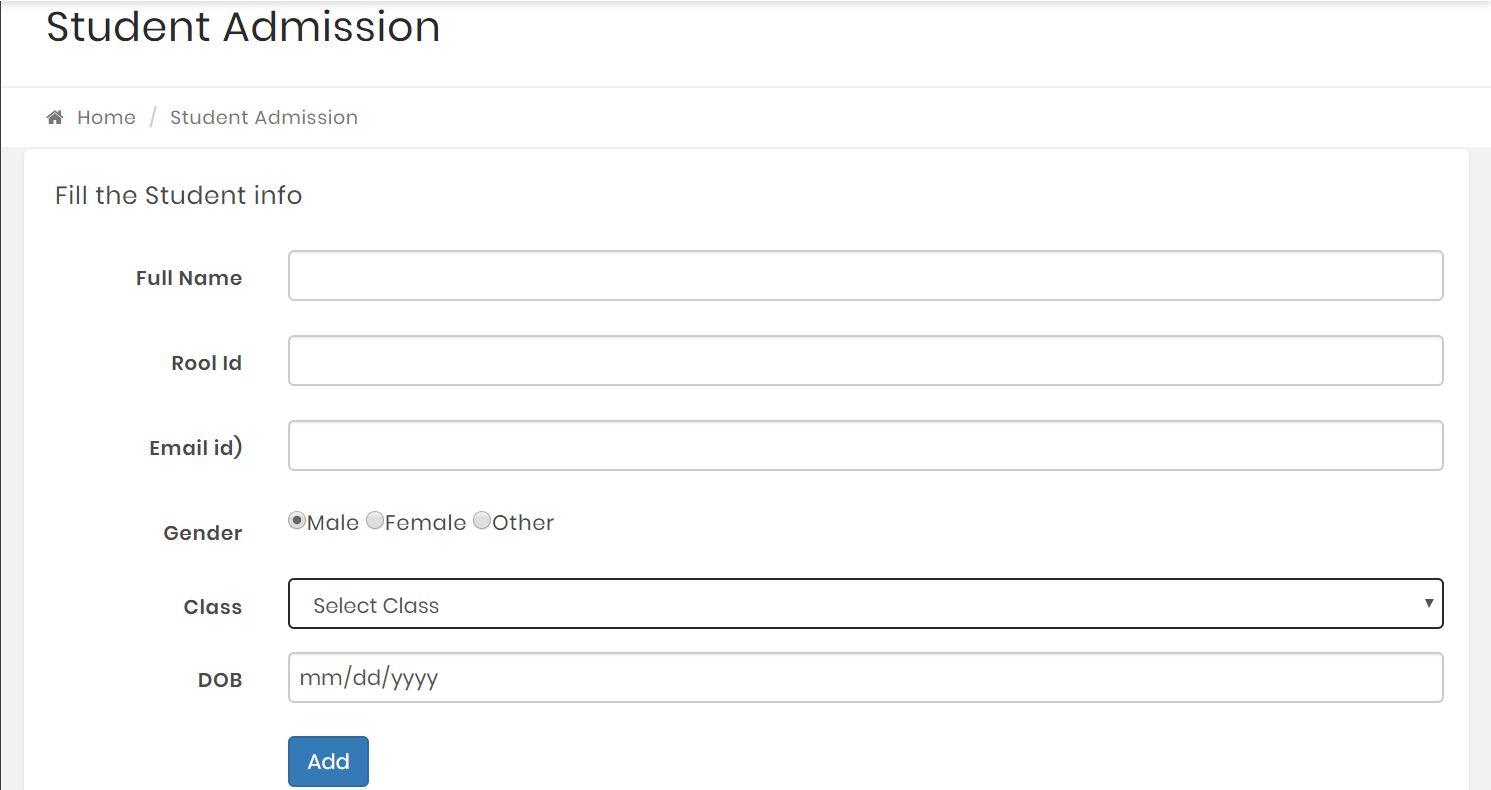 Student Admission
Home / Student Admission
Fill the Student info
Full Name
Rool Id
Email id)
Gender Male Female Other
Class Select Class
DOB mm/dd/yyyy
Add